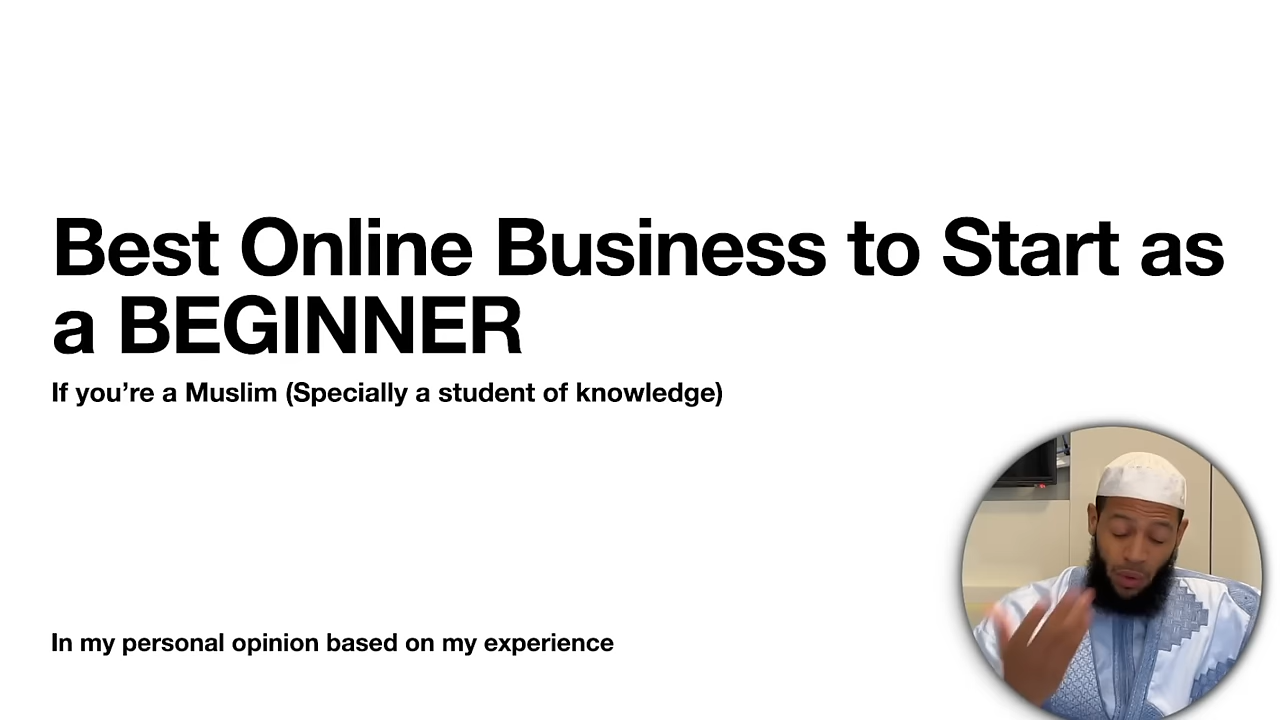 Best Online Business to Start as
a BEGINNER
If you’re a Muslim (Specially a student of knowledge)
In my personal opinion based on my experience